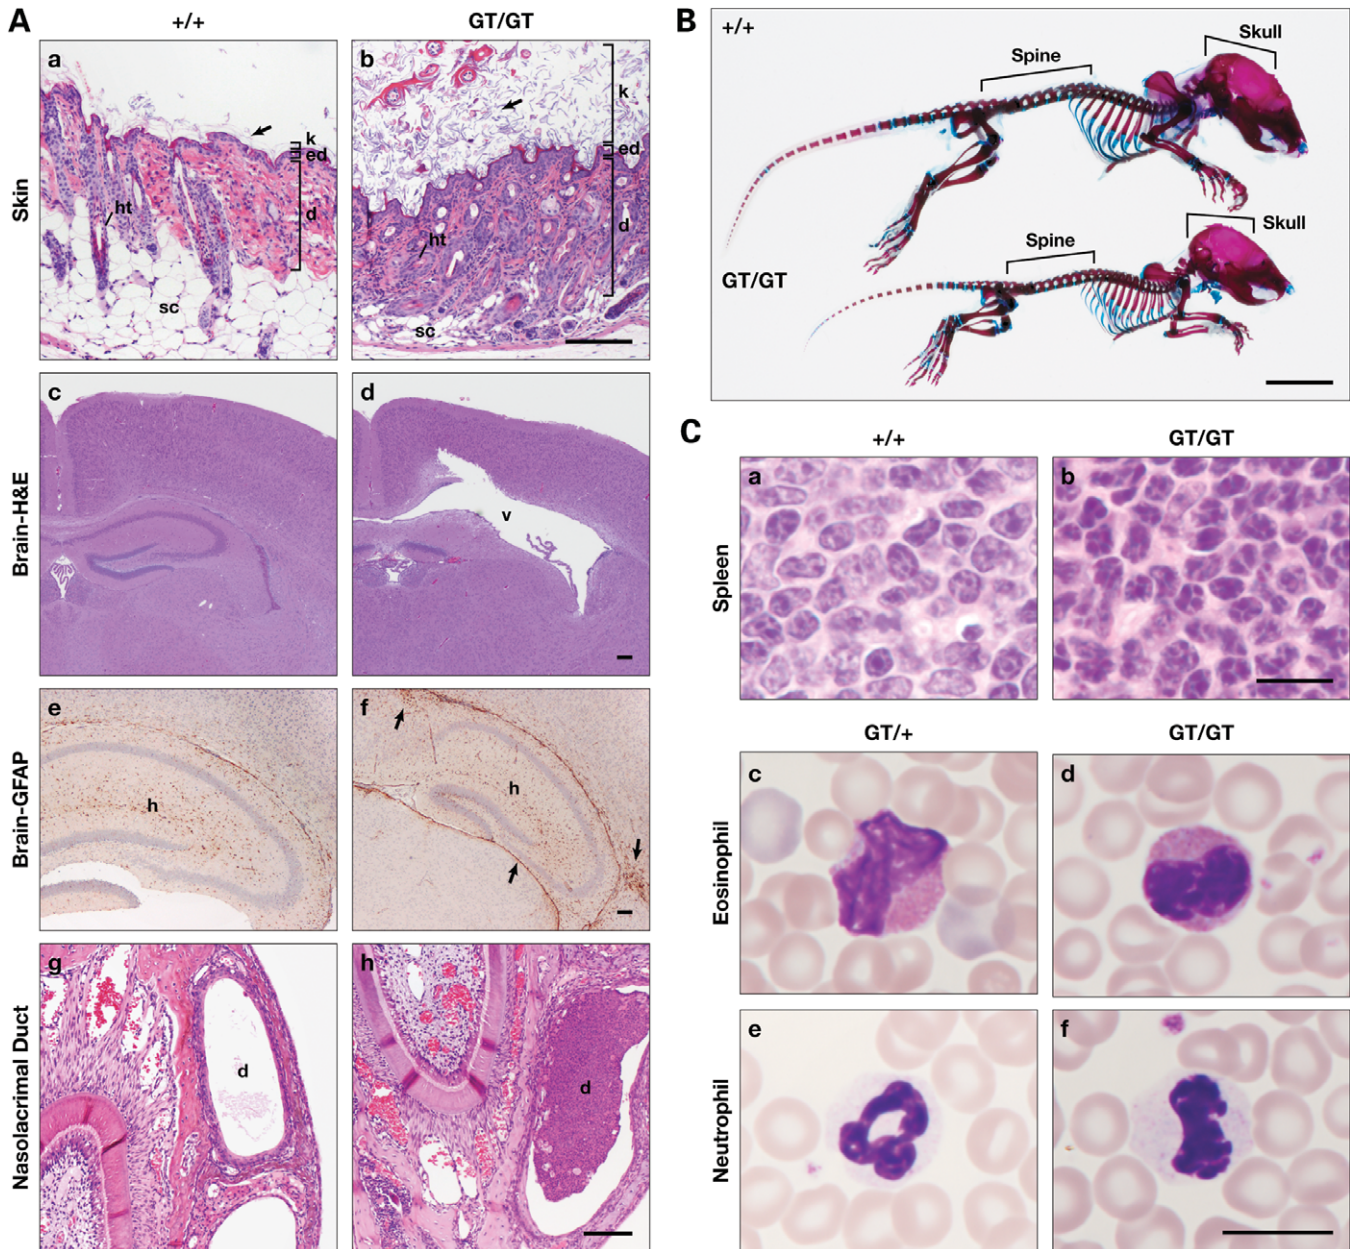 A
+/+
GT/GT
Skin
a
k
ed
d
ht
sc
b
k
ed
d
ht
sc
Brain-H&E
c
d
v
Brain-GFAP
e
h
f
h
Nasolacrimal Duct
g
d
h
d
B
+/+
Spine
Skull
GT/GT
Spine
Skull
C
+/+
GT/GT
Spleen
a
b
GT/+
GT/GT
Eosinophil
c
d
Neutrophil
e
f